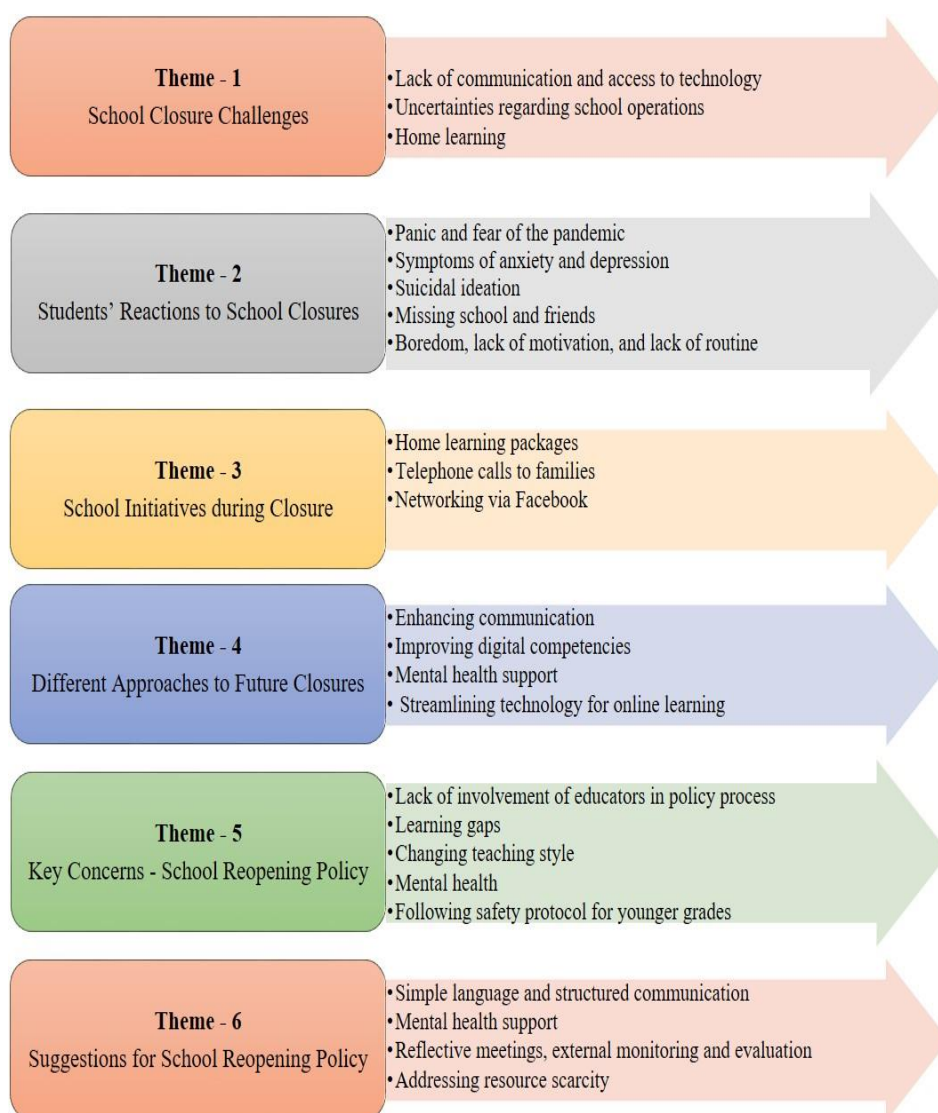 Theme - 1
School Closure Challenges
•Lack of communication and access to technology
•Uncertainties regarding school operations
•Home learning
Theme - 2
Students’ Reactions to School Closures
•Panic and fear of the pandemic
•Symptoms of anxiety and depression
•Suicidal ideation
•Missing school and friends
•Boredom, lack of motivation, and lack of routine
Theme - 3
School Initiatives during Closure
•Home learning packages
•Telephone calls to families
•Networking via Facebook
Theme - 4
Different Approaches to Future Closures
•Enhancing communication
•Improving digital competencies
•Mental health support
• Streamlining technology for online learning
Theme - 5
Key Concerns - School Reopening Policy
•Lack of involvement of educators in policy process
•Learning gaps
•Changing teaching style
•Mental health
•Following safety protocol for younger grades
Theme - 6
Suggestions for School Reopening Policy
•Simple language and structured communication
•Mental health support
•Reflective meetings, external monitoring and evaluation
•Addressing resource scarcity